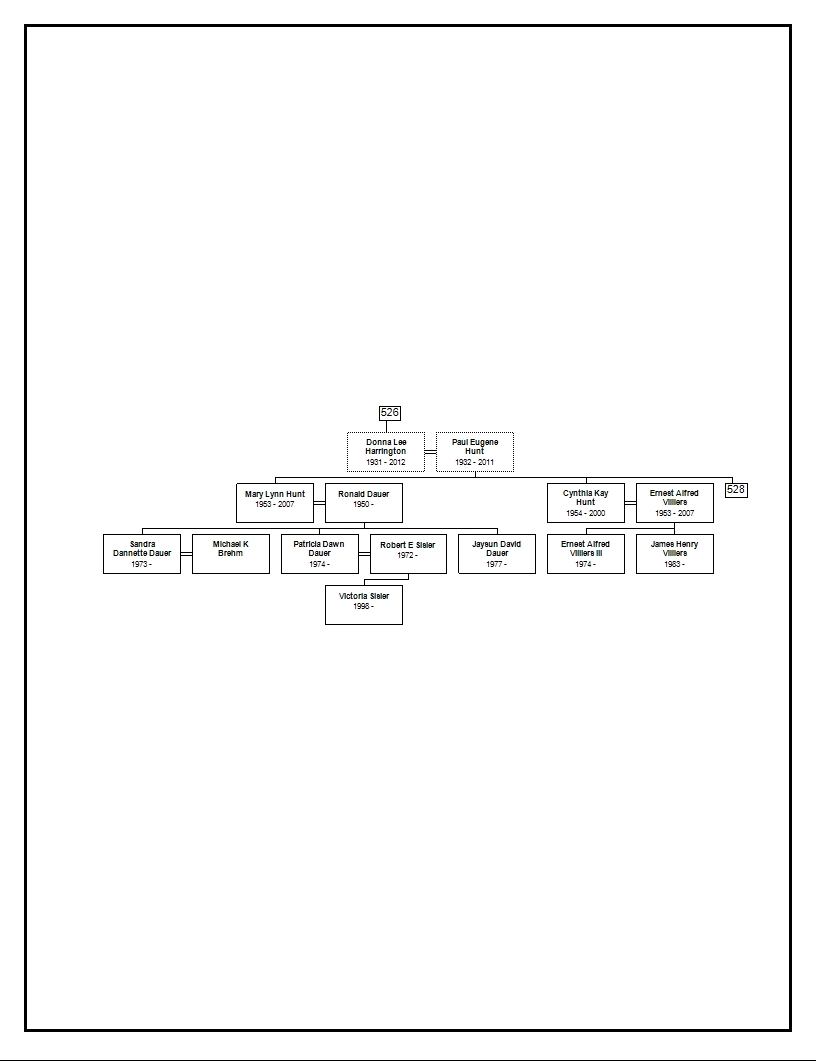 526
Donna Lee
Harrington
1931 - 2012
Paul Eugene
Hunt
1932 - 2011
Mary Lynn Hunt
1953 - 2007
Ronald Dauer
1950 -
Cynthia Kay
Hunt
1954 - 2000
Ernest Alfred
Villiers
1953 - 2007
528
Sandra
Dannette Dauer
1973 -
Michael K
Brehm
Patricia Dawn
Dauer
1974 -
Robert E Sisler
1972 -
Jaysun David
Dauer
1977 -
Ernest Alfred
Villiers III
1974 -
James Henry
Villiers
1983 -
Victoria Sisler
1998 -